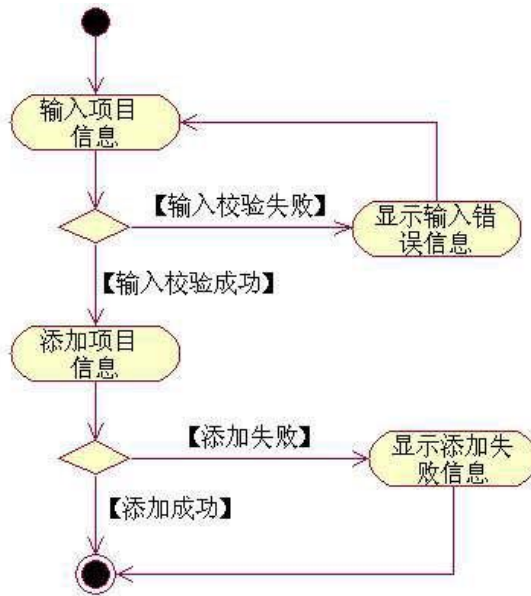 输入项目
信息
【输入校验失败】
显示输入错
误信息
【输入校验成功】
添加项目
信息
【添加失败】
显示添加失
败信息
【添加成功】